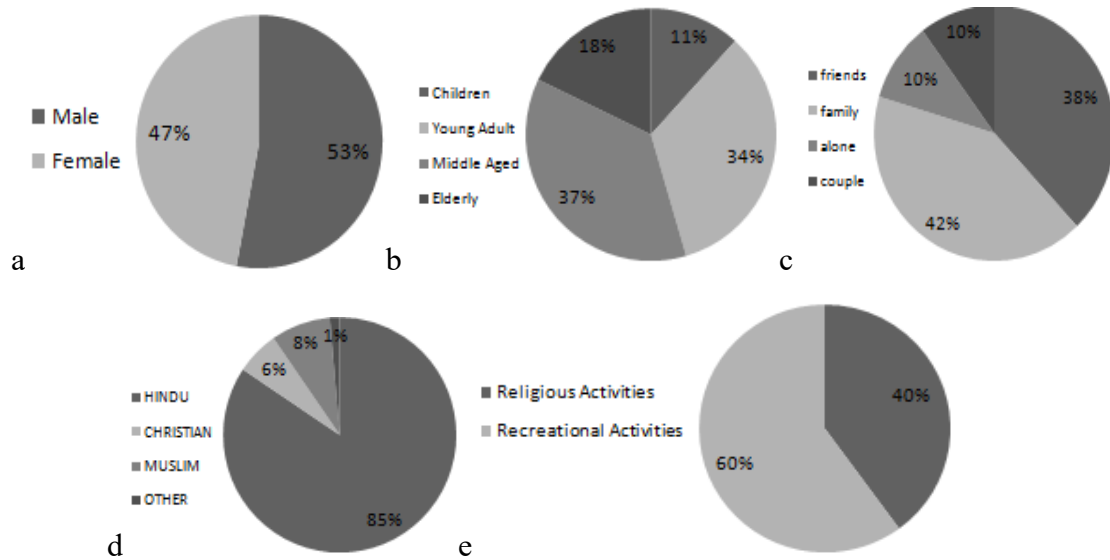 Male
Female
47%
53%
a
Children
Young Adult
Middle Aged
Elderly
18%
11%
34%
37%
b
friends
family
alone
couple
10%
10%
38%
42%
c
HINDU
CHRISTIAN
MUSLIM
OTHER
6%
8%
1%
85%
d
Religious Activities
Recreational Activities
40%
60%
e